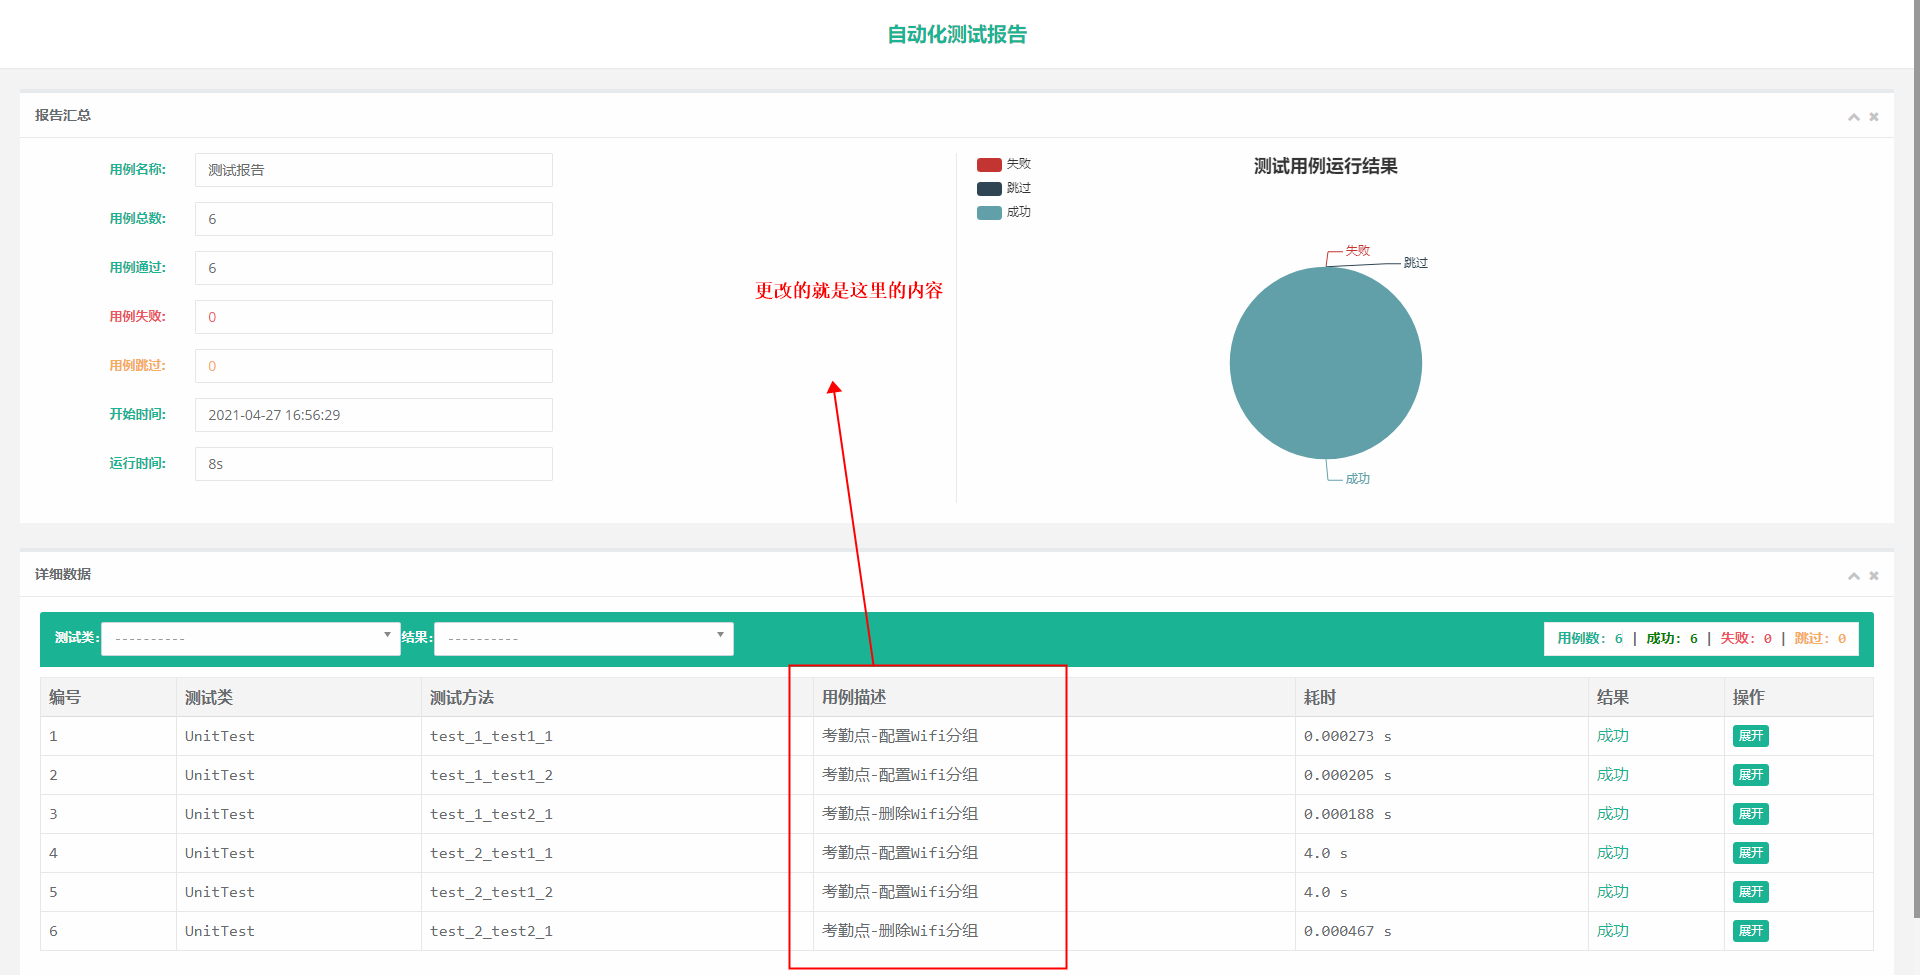 自动化测试报告
报告汇总
用例名称: 测试报告
用例总数: 6
用例通过: 6
用例失败: 0
用例跳过: 0
开始时间: 2021-04-27 16:56:29
运行时间: 8s
更改的就是这里的内容
失败
跳过
成功
测试用例运行结果
失败
跳过
成功
详细数据
测试类: ---------- 结果: ---------- 用例数: 6 | 成功: 6 | 失败: 0 | 跳过: 0
编号 测试类 测试方法 用例描述 耗时 结果 操作
1 UnitTest test_1_test1_1 考勤点-配置Wifi分组 0.000273 s 成功 展开
2 UnitTest test_1_test1_2 考勤点-配置Wifi分组 0.000205 s 成功 展开
3 UnitTest test_1_test2_1 考勤点-删除Wifi分组 0.000188 s 成功 展开
4 UnitTest test_2_test1_1 考勤点-配置Wifi分组 4.0 s 成功 展开
5 UnitTest test_2_test1_2 考勤点-配置Wifi分组 4.0 s 成功 展开
6 UnitTest test_2_test2_1 考勤点-删除Wifi分组 0.000467 s 成功 展开